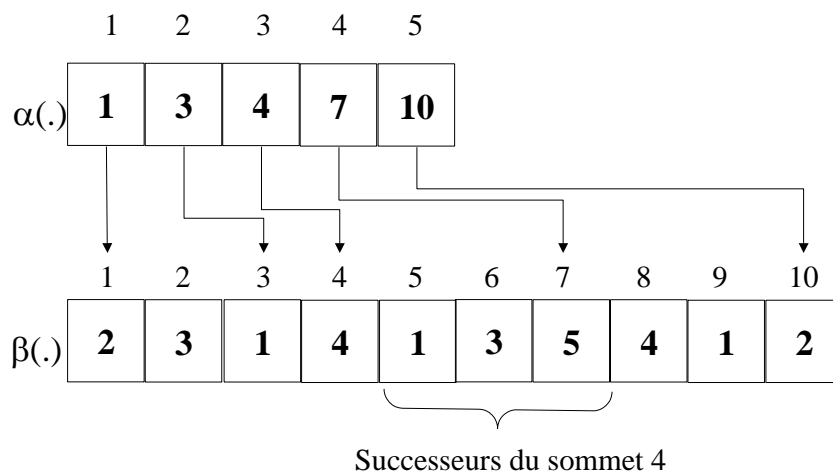 1 2 3 4 5
α(.) 1 3 4 7 10
1 2 3 4 5 6 7 8 9 10
β(.) 2 3 1 4 1 3 5 4 1 2
Successeurs du sommet 4